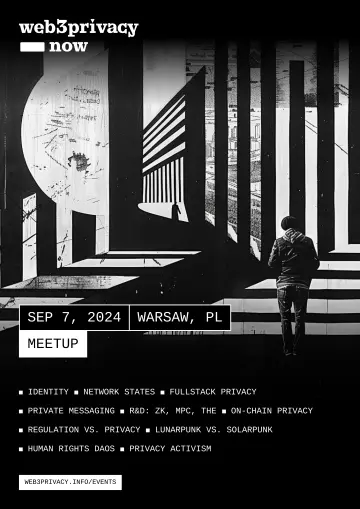 web3privacy
now
SEP 7, 2024 WARSAW, PL
MEETUP
▪ IDENTITY ▪ NETWORK STATES ▪ FULLSTACK PRIVACY
▪ PRIVATE MESSAGING ▪ R&D: ZK, MPC, THE ▪ ON-CHAIN PRIVACY
▪ REGULATION VS. PRIVACY ▪ LUNARPUNK VS. SOLARPUNK
▪ HUMAN RIGHTS DAOS ▪ PRIVACY ACTIVISM
WEB3PRIVACY.INFO/EVENTS